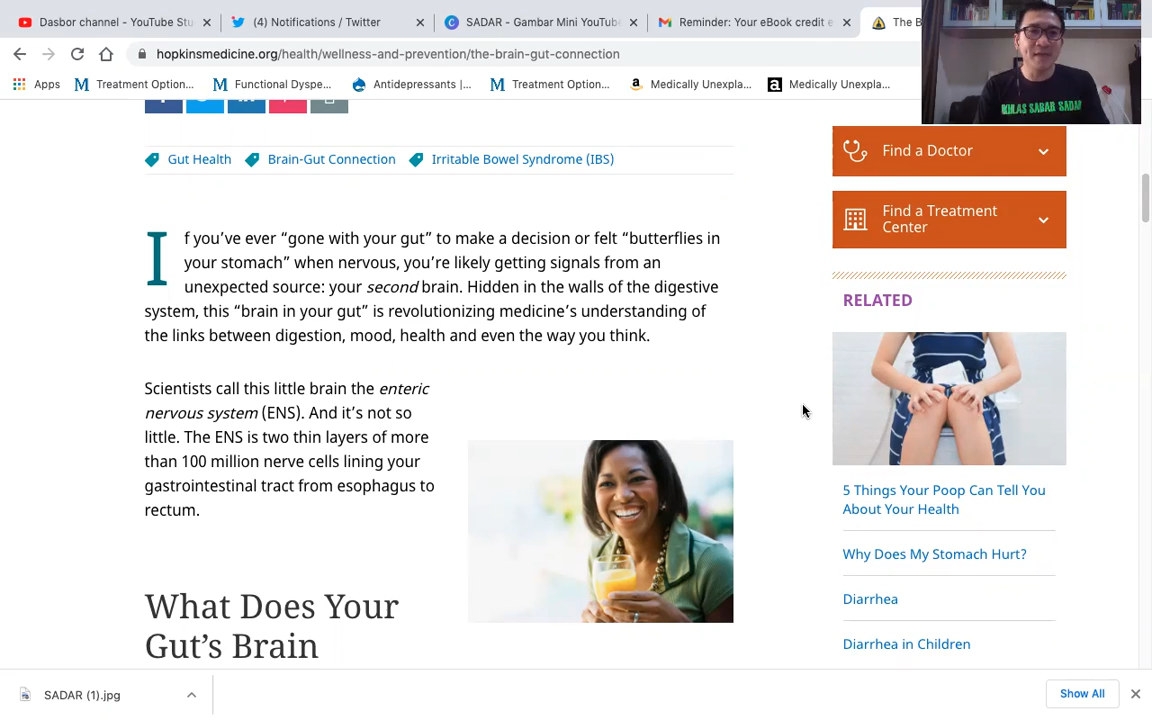 Dasbor channel - YouTube Stu
(4) Notifications / Twitter
SADAR - Gambar Mini YouTube
Reminder: Your eBook credit e
The B
hopkinsmedicine.org/health/wellness-and-prevention/the-brain-gut-connection
Apps
Treatment Option...
Functional Dyspe...
Antidepressants |...
Treatment Option...
Medically Unexpla...
Medically Unexpla...
IKHLAS SABAR SADAR
Gut Health
Brain-Gut Connection
Irritable Bowel Syndrome (IBS)
If you’ve ever “gone with your gut” to make a decision or felt “butterflies in
your stomach” when nervous, you’re likely getting signals from an
unexpected source: your second brain. Hidden in the walls of the digestive
system, this “brain in your gut” is revolutionizing medicine’s understanding of
the links between digestion, mood, health and even the way you think.
Scientists call this little brain the enteric
nervous system (ENS). And it’s not so
little. The ENS is two thin layers of more
than 100 million nerve cells lining your
gastrointestinal tract from esophagus to
rectum.
What Does Your
Gut’s Brain
Find a Doctor
Find a Treatment
Center
RELATED
5 Things Your Poop Can Tell You
About Your Health
Why Does My Stomach Hurt?
Diarrhea
Diarrhea in Children
SADAR (1).jpg
Show All